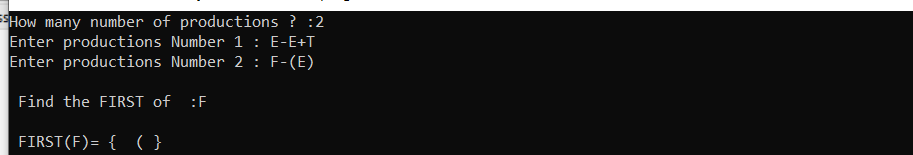 How many number of productions ? :2
Enter productions Number 1 : E-E+T
Enter productions Number 2 : F-(E)
Find the FIRST of  :F
FIRST(F)= {  ( }